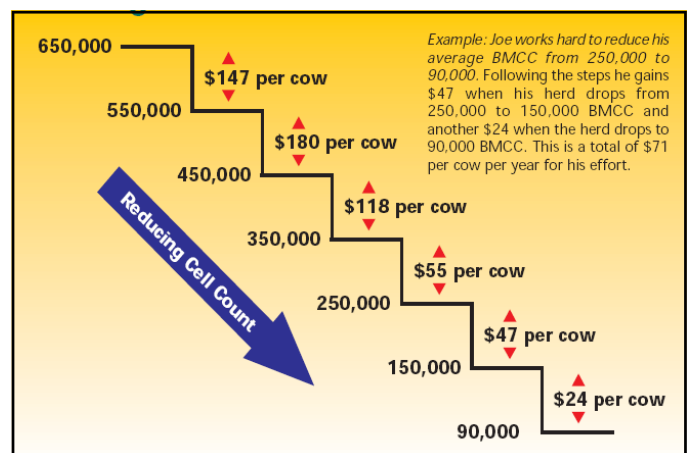 650,000
Example: Joe works hard to reduce his
average BMCC from 250,000 to
90,000. Following the steps he gains
$47 when his herd drops from
250,000 to 150,000 BMCC and
another $24 when the herd drops to
90,000 BMCC. This is a total of $71
per cow per year for his effort.
$147 per cow
550,000
$180 per cow
450,000
$118 per cow
350,000
Reducing Cell Count
$55 per cow
250,000
$47 per cow
150,000
$24 per cow
90,000